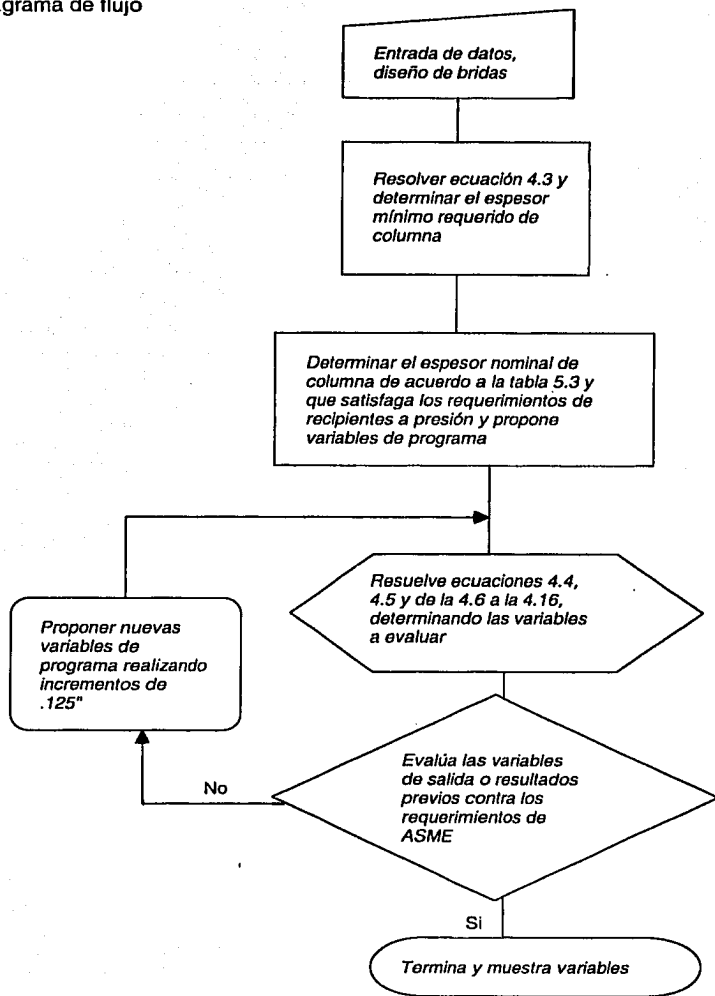 grama de flujo
Entrada de datos,
diseño de bridas
Resolver ecuación 4.3 y
determinar el espesor
mínimo requerido de
columna
Determinar el espesor nominal de
columna de acuerdo a la tabla 5.3 y
que satisfaga los requerimientos de
recipientes a presión y propone
variables de programa
Resuelve ecuaciones 4.4,
4.5 y de la 4.6 a la 4.16,
determinando las variables
a evaluar
Proponer nuevas
variables de
programa realizando
incrementos de
.125"
Evalúa las variables
de salida o resultados
previos contra los
requerimientos de
ASME
No
Si
Termina y muestra variables